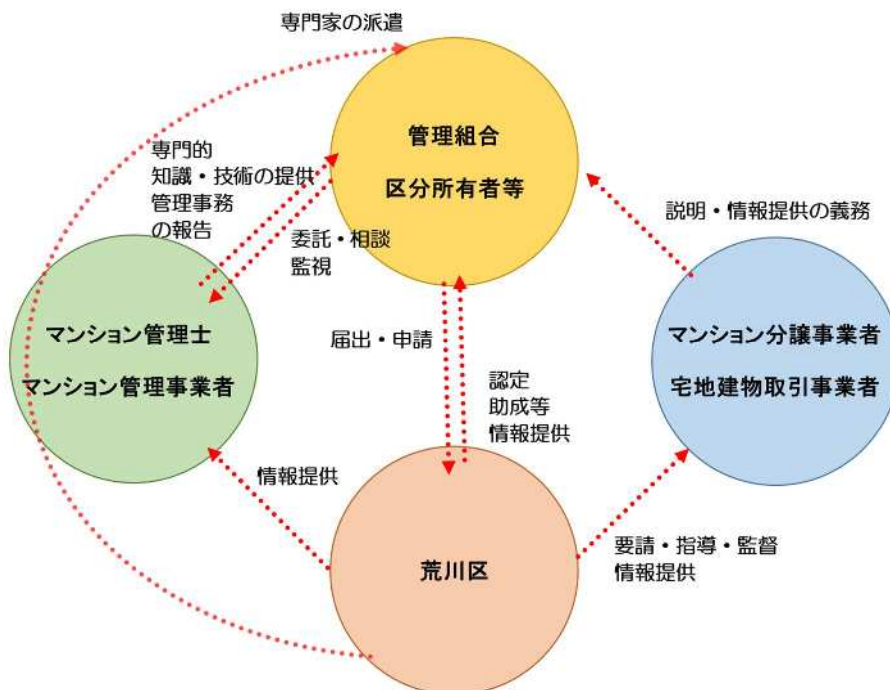 専門家の派遣
管理組合
区分所有者等
専門的
知識・技術の提供
管理事務
の報告
委託・相談
監視
説明・情報提供の義務
マンション管理士
マンション管理事業者
届出・申請
認定
助成等
情報提供
マンション分譲事業者
宅地建物取引事業者
情報提供
荒川区
要請・指導・監督
情報提供